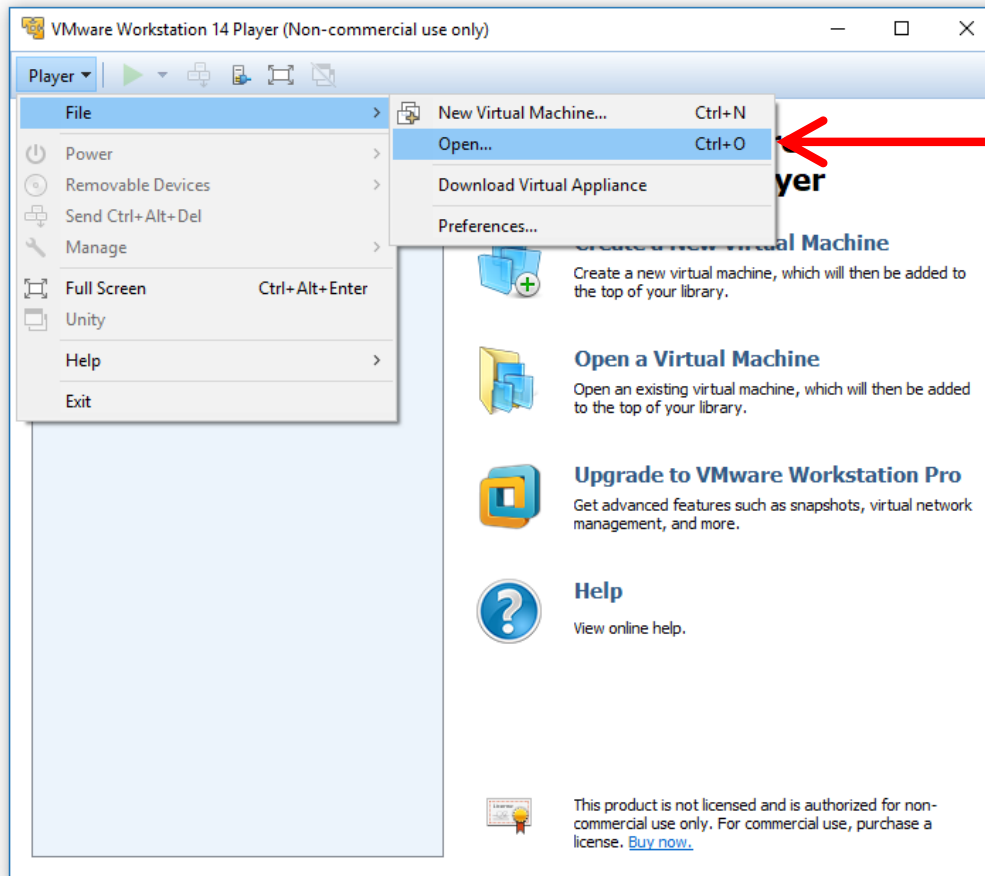 VMware Workstation 14 Player (Non-commercial use only)
Player
File
Power
Removable Devices
Send Ctrl+Alt+Del
Manage
Full Screen Ctrl+Alt+Enter
Unity
Help
Exit
New Virtual Machine... Ctrl+N
Open... Ctrl+O
Download Virtual Appliance
Preferences...
Create a New Virtual Machine
Create a new virtual machine, which will then be added to
the top of your library.
Open a Virtual Machine
Open an existing virtual machine, which will then be added
to the top of your library.
Upgrade to VMware Workstation Pro
Get advanced features such as snapshots, virtual network
management, and more.
Help
View online help.
This product is not licensed and is authorized for non-
commercial use only. For commercial use, purchase a
license. Buy now.